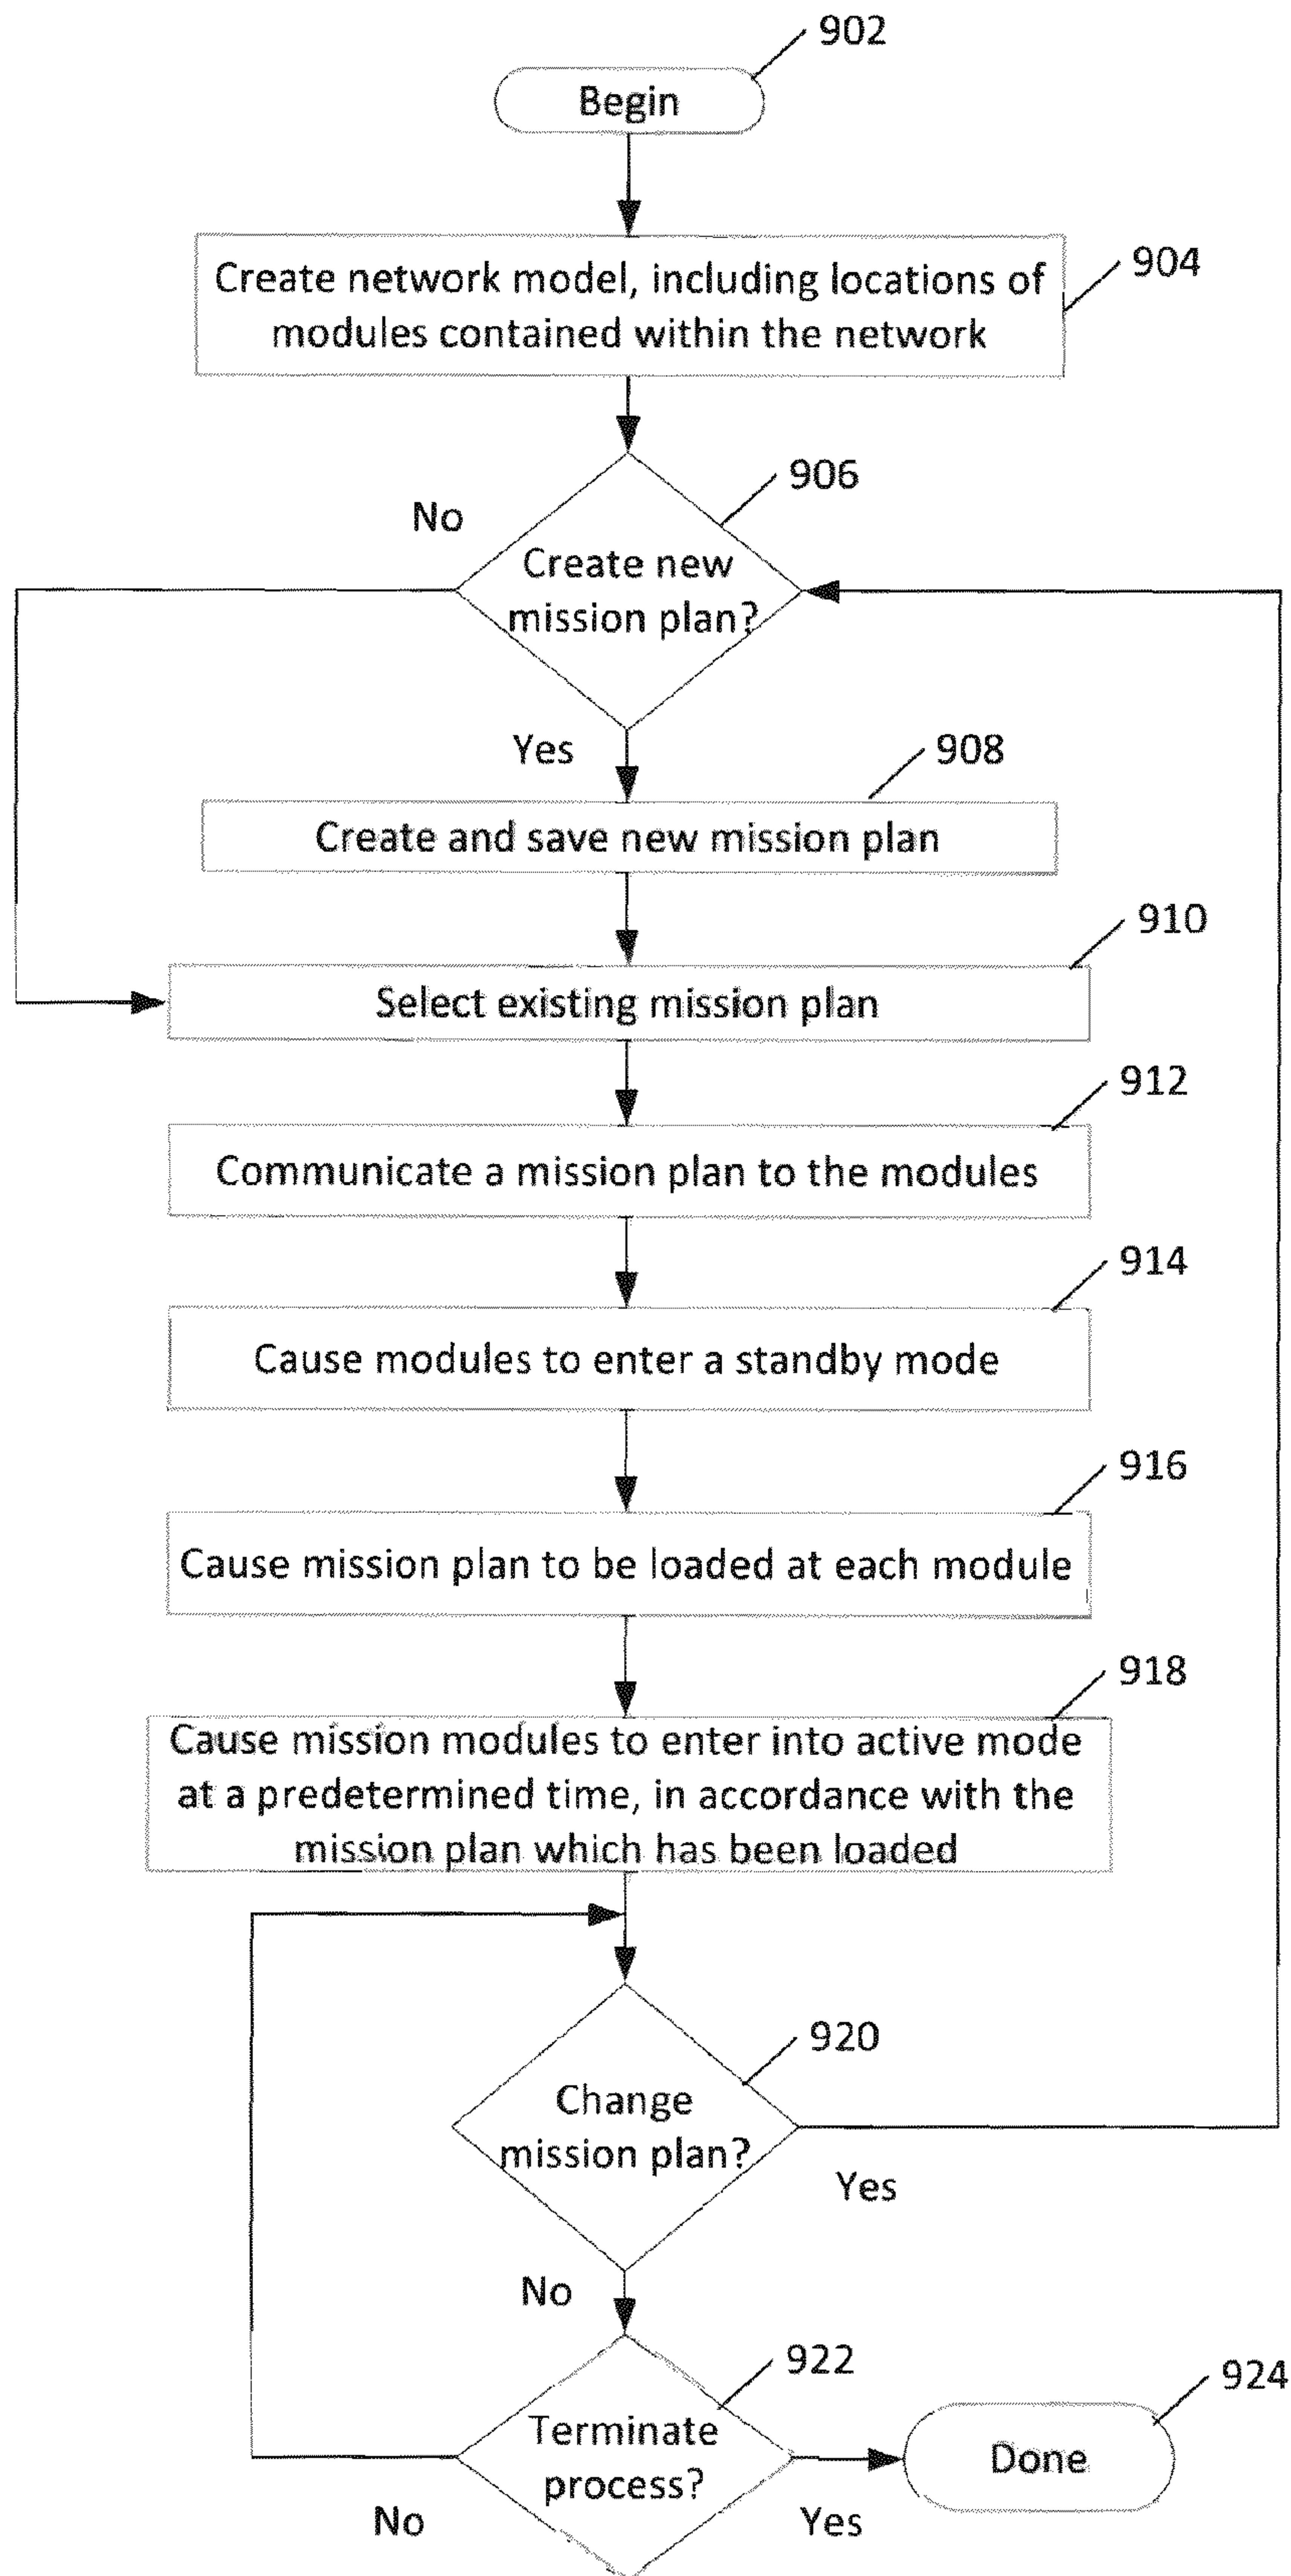 902
Begin
904
Create network model, including locations of
modules contained within the network
906
No
Create new
mission plan?
Yes
908
Create and save new mission plan
910
Select existing mission plan
912
Communicate a mission plan to the modules
914
Cause modules to enter a standby mode
916
Cause mission plan to be loaded at each module
918
Cause mission modules to enter into active mode
at a predetermined time, in accordance with the
mission plan which has been loaded
920
Change
mission plan?
Yes
No
922
924
Terminate
process?
Done
No
Yes